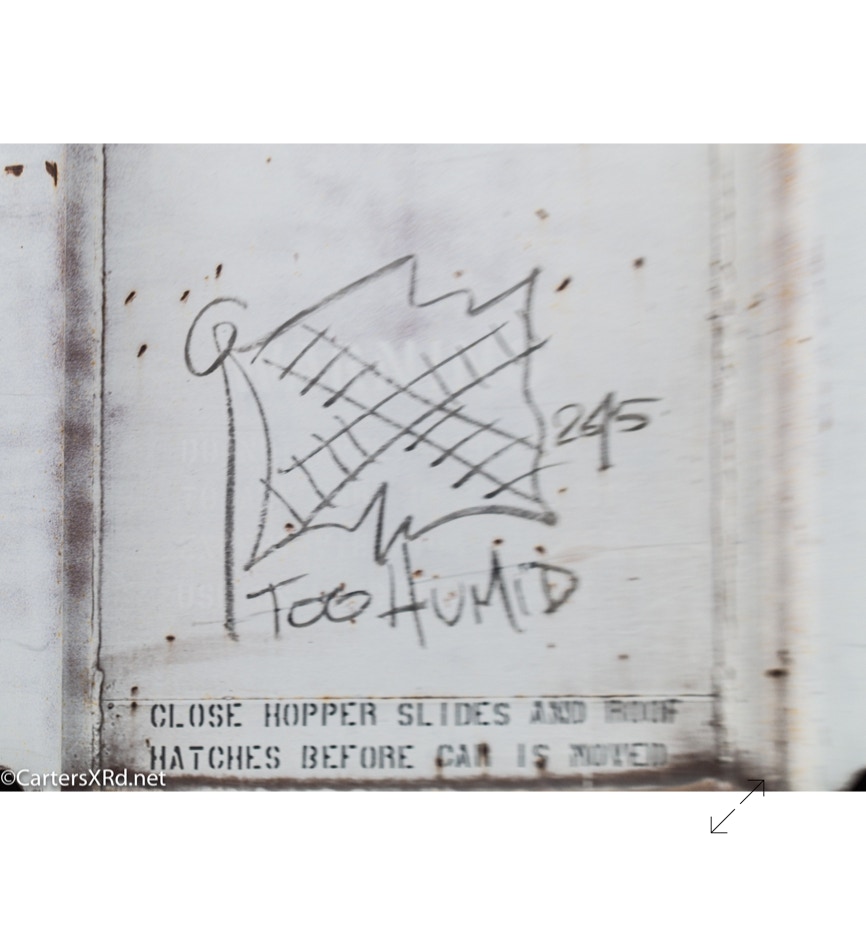 245
TOO HUMID
CLOSE HOPPER SLIDES AND ROOF
HATCHES BEFORE CAR IS MOVED
©CartersXRd.net